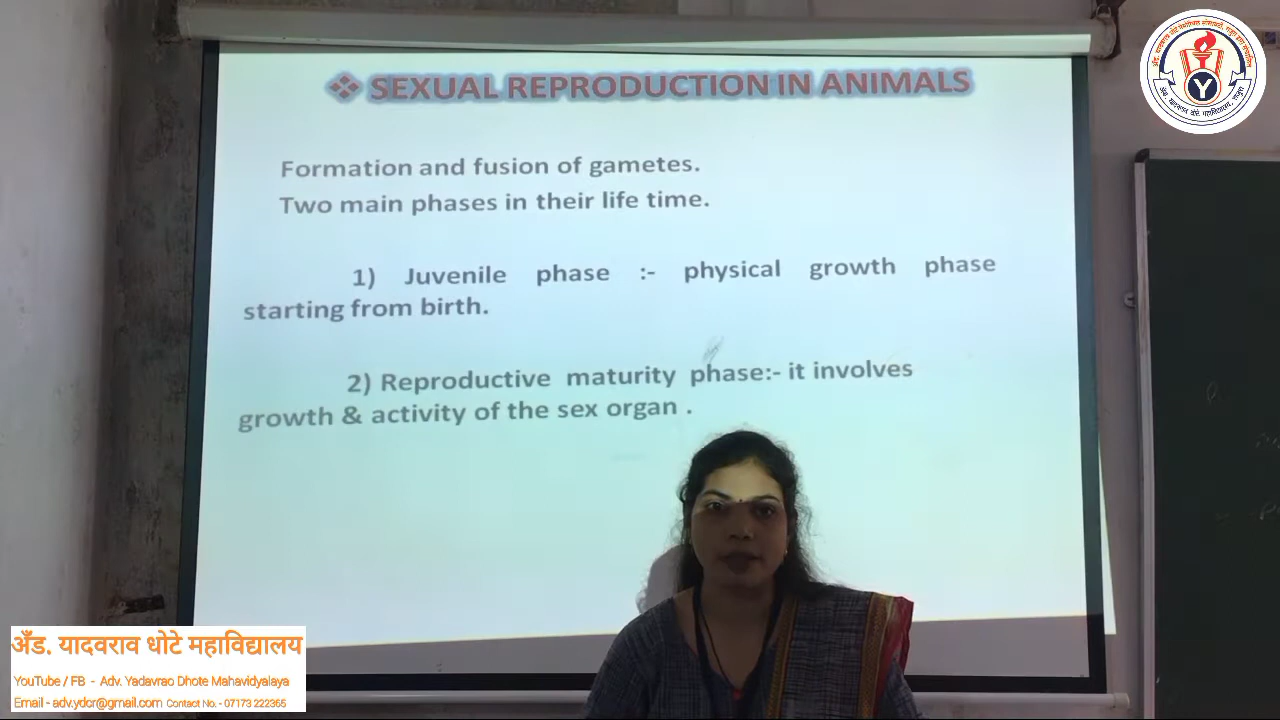 ❖ SEXUAL REPRODUCTION IN ANIMALS
Formation and fusion of gametes.
Two main phases in their life time.
1) Juvenile phase :- physical growth phase
starting from birth.
2) Reproductive maturity phase:- it involves
growth & activity of the sex organ .
Y
अँड. यादवराव धोटे महाविद्यालय
YouTube / FB - Adv. Yadavrao Dhote Mahavidyalaya
Email - adv.ydcr@gmail.com Contact No. - 07173 222365